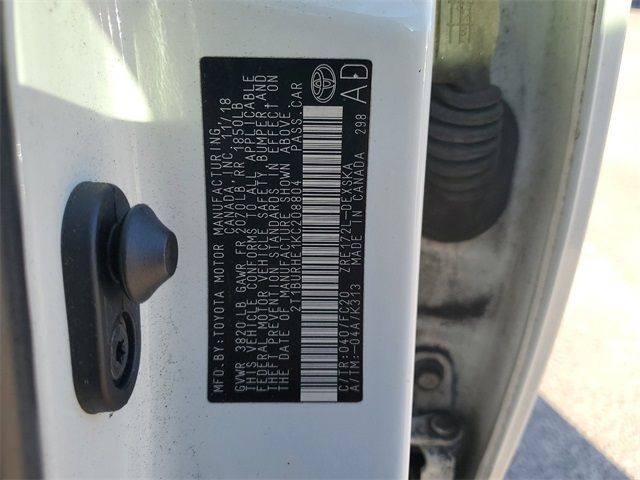 MFD.BY:TOYOTA MOTOR MANUFACTURING,
CANADA, INC. 11/18
GVWR 3820LB GAWR FR 2070LB RR 1850LB
THIS VEHICLE CONFORMS TO ALL APPLICABLE
FEDERAL MOTOR VEHICLE SAFETY, BUMPER, AND
THEFT PREVENTION STANDARDS IN EFFECT ON
THE DATE OF MANUFACTURE SHOWN ABOVE.
2T1BURHE1KC208804 PASS.CAR
C/TR:040/FC20 ZRE172L-DEXSKA
A/TM:-04A/K313 MADE IN CANADA 298
AD